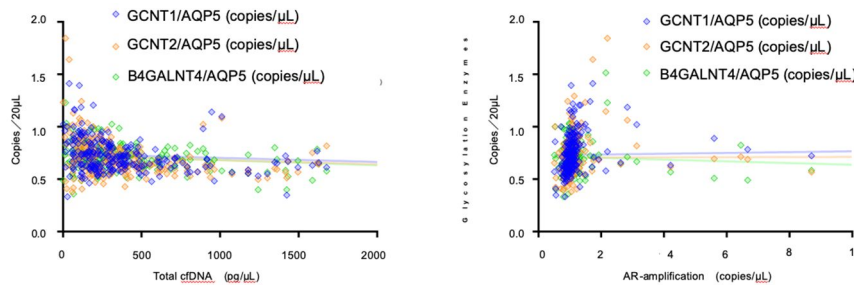 GCNT1/AQP5 (copies/µL)
GCNT2/AQP5 (copies/µL)
B4GALNT4/AQP5 (copies/µL)
2.0
1.5
1.0
0.5
0.0
Copies/20µL
0 500 1000 1500 2000
Total cfDNA (pg/µL)
)
Glycosylation Enzymes
GCNT1/AQP5 (copies/µL)
GCNT2/AQP5 (copies/µL)
B4GALNT4/AQP5 (copies/µL)
2.0
1.5
1.0
0.5
0.0
Copies/20µL
0 2 4 6 8 1
AR-amplification (copies/µL)